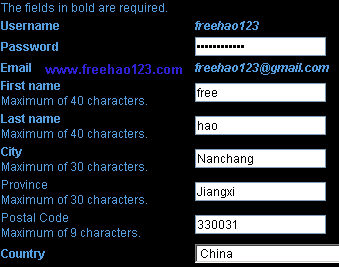 The fields in bold are required.
Username freehao123
Password ••••••••••••
Email www.freehao123.com freehao123@gmail.com
First name
Maximum of 40 characters. free
Last name
Maximum of 40 characters. hao
City
Maximum of 30 characters. Nanchang
Province
Maximum of 30 characters. Jiangxi
Postal Code
Maximum of 9 characters. 330031
Country China